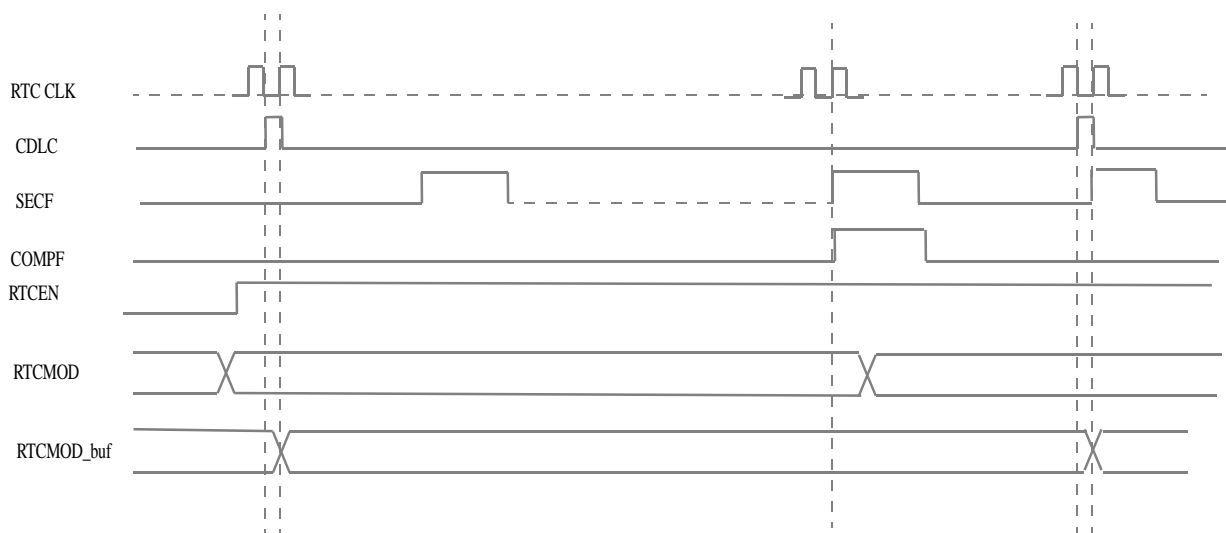 RTC CLK
CDLC
SECF
COMPF
RTCEN
RTCMOD
RTCMOD_buf